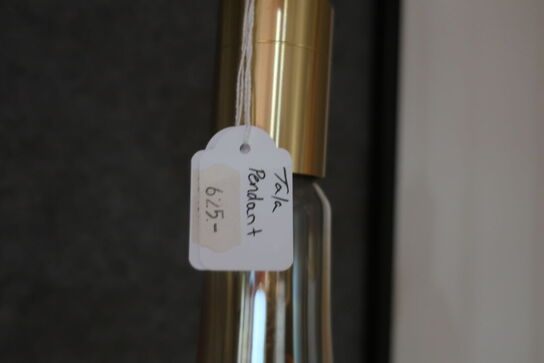 Tala
Pendant
625.-